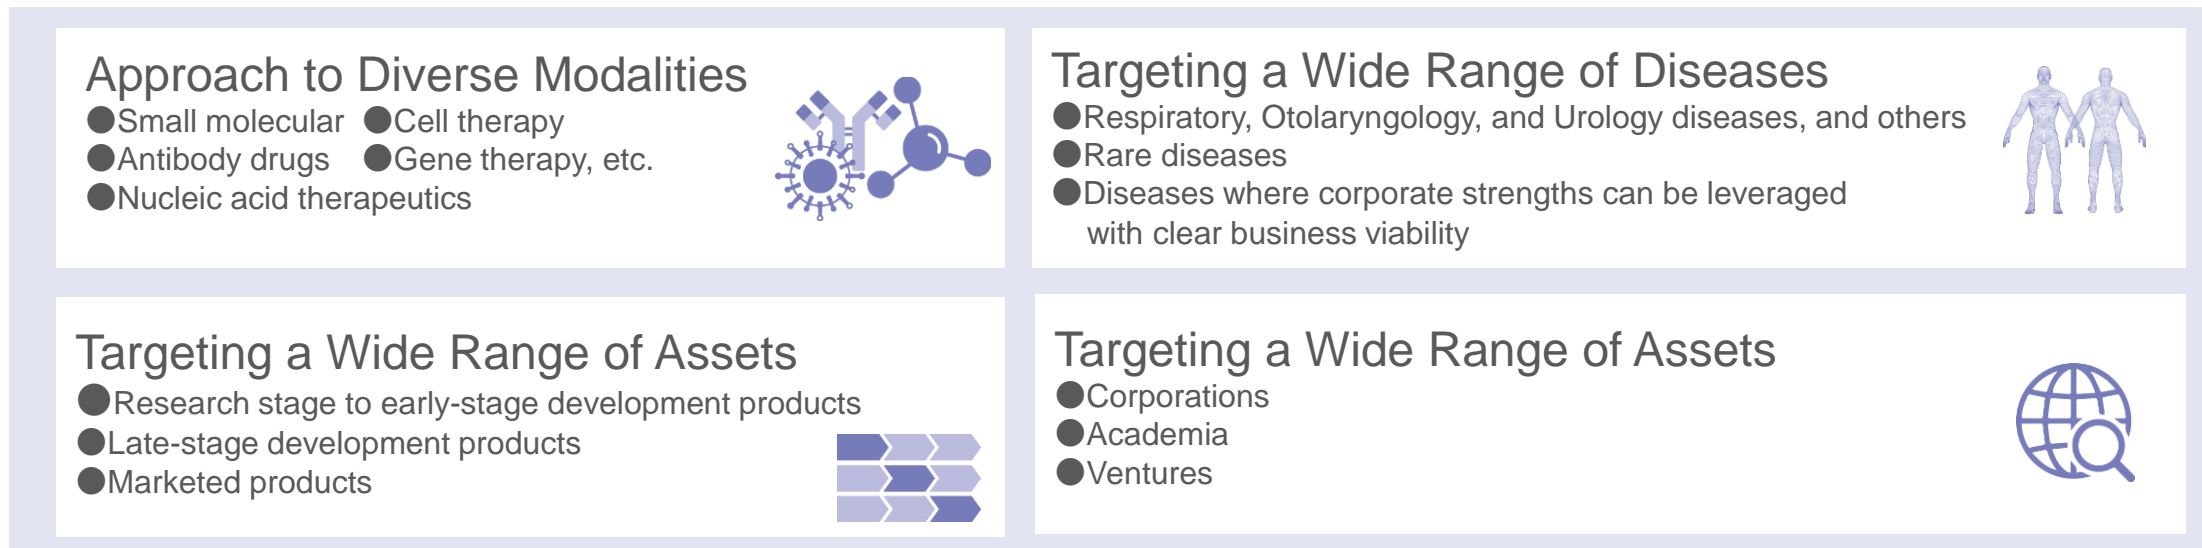 Approach to Diverse Modalities
●Small molecular ●Cell therapy
●Antibody drugs ●Gene therapy, etc.
●Nucleic acid therapeutics
Targeting a Wide Range of Diseases
●Respiratory, Otolaryngology, and Urology diseases, and others
●Rare diseases
●Diseases where corporate strengths can be leveraged
with clear business viability
Targeting a Wide Range of Assets
●Research stage to early-stage development products
●Late-stage development products
●Marketed products
Targeting a Wide Range of Assets
●Corporations
●Academia
●Ventures